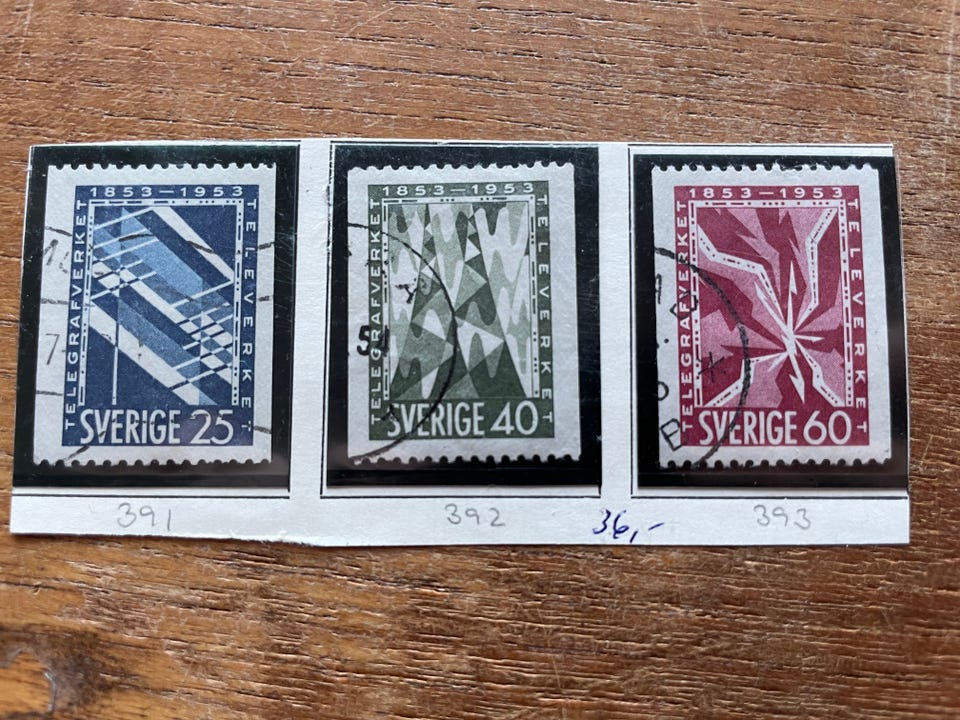 1853–1953
TELEGRAFVERKET
TELEVERKET
SVERIGE 25
1853–1953
TELEGRAFVERKET
TELEVERKET
SVERIGE 40
1853–1953
TELEGRAFVERKET
TELEVERKET
SVERIGE 60
391
392
36,-
393